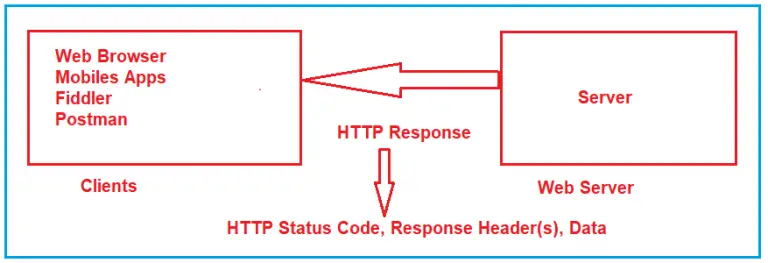 Web Browser
Mobiles Apps
Fiddler
Postman
Server
HTTP Response
Clients
Web Server
HTTP Status Code, Response Header(s), Data